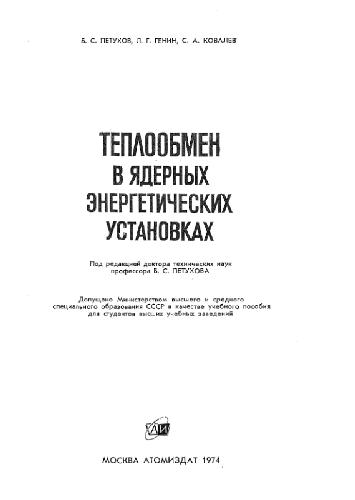 Б. С. ПЕТУХОВ, Л. Г. ГЕНИН, С. А. КОВАЛЕВ
ТЕПЛООБМЕН
В ЯДЕРНЫХ
ЭНЕРГЕТИЧЕСКИХ
УСТАНОВКАХ
Под редакцией доктора технических наук
профессора Б. С. ПЕТУХОВА
Допущено Министерством высшего и среднего
специального образования СССР в качестве учебного пособия
для студентов высших учебных заведений
МОСКВА АТОМИЗДАТ 1974